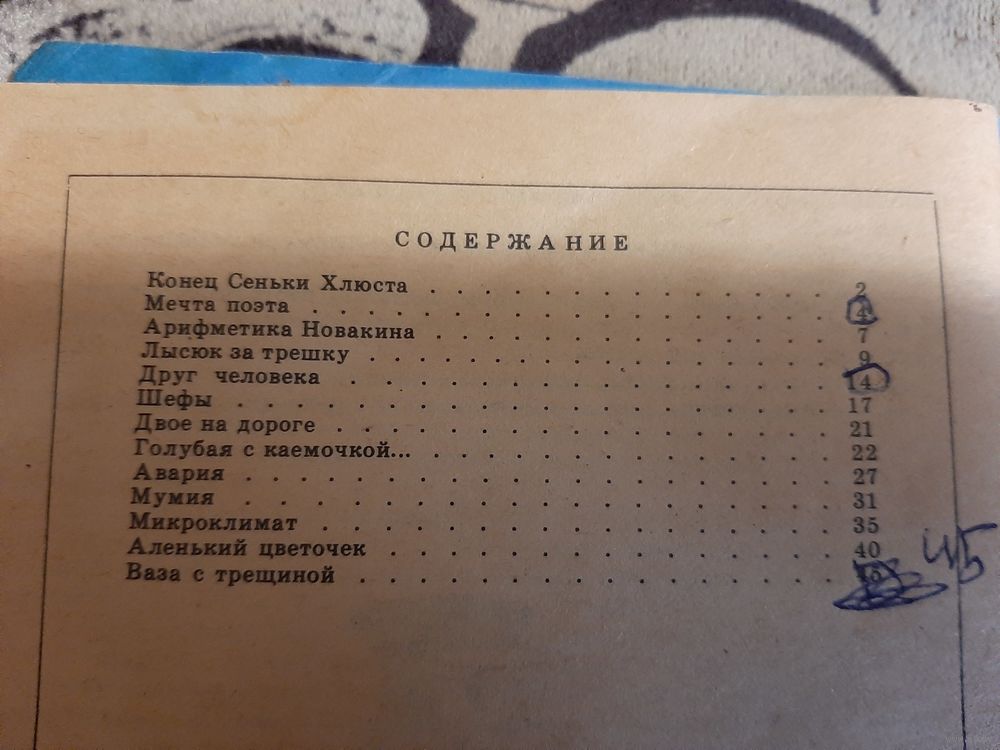 СОДЕРЖАНИЕ
Конец Сеньки Хлюста . . . . . . . . . . . . . . . 2
Мечта поэта . . . . . . . . . . . . . . . . . . . 4
Арифметика Новакина . . . . . . . . . . . . . . . 7
Лысюк за трешку . . . . . . . . . . . . . . . . . 9
Друг человека . . . . . . . . . . . . . . . . . . 14
Шефы . . . . . . . . . . . . . . . . . . . . . . 17
Двое на дороге . . . . . . . . . . . . . . . . . 21
Голубая с каемочкой... . . . . . . . . . . . . . 22
Авария . . . . . . . . . . . . . . . . . . . . . 27
Мумия . . . . . . . . . . . . . . . . . . . . . 31
Микроклимат . . . . . . . . . . . . . . . . . . 35
Аленький цветочек . . . . . . . . . . . . . . . 40
Ваза с трещиной . . . . . . . . . . . . . . . . 45